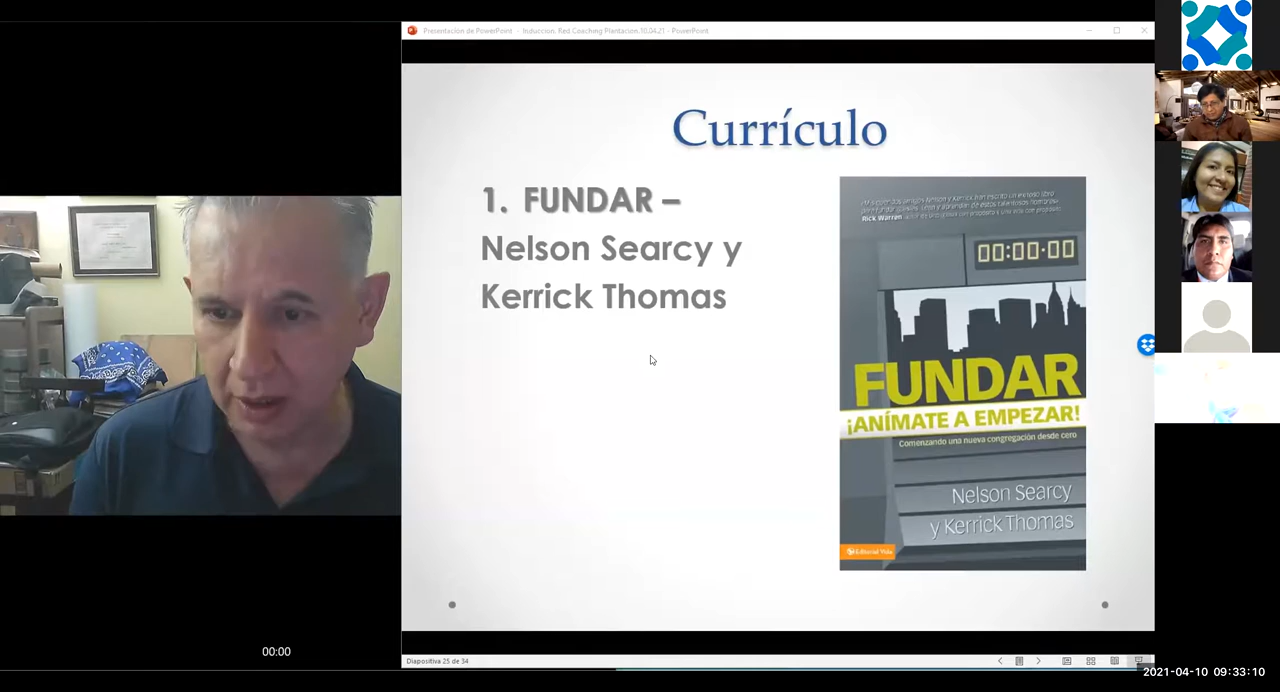 Presentación de PowerPoint - Induccion. Red Coaching Plantacion.10.04.21 - PowerPoint
Currículo
1. FUNDAR –
Nelson Searcy y
Kerrick Thomas
Rick Warren
00:00:00
FUNDAR
¡ANÍMATE A EMPEZAR!
Comenzando una nueva congregación desde cero
Nelson Searcy
y Kerrick Thomas
Editorial Vida
00:00
Diapositiva 25 de 34
2021-04-10 09:33:10